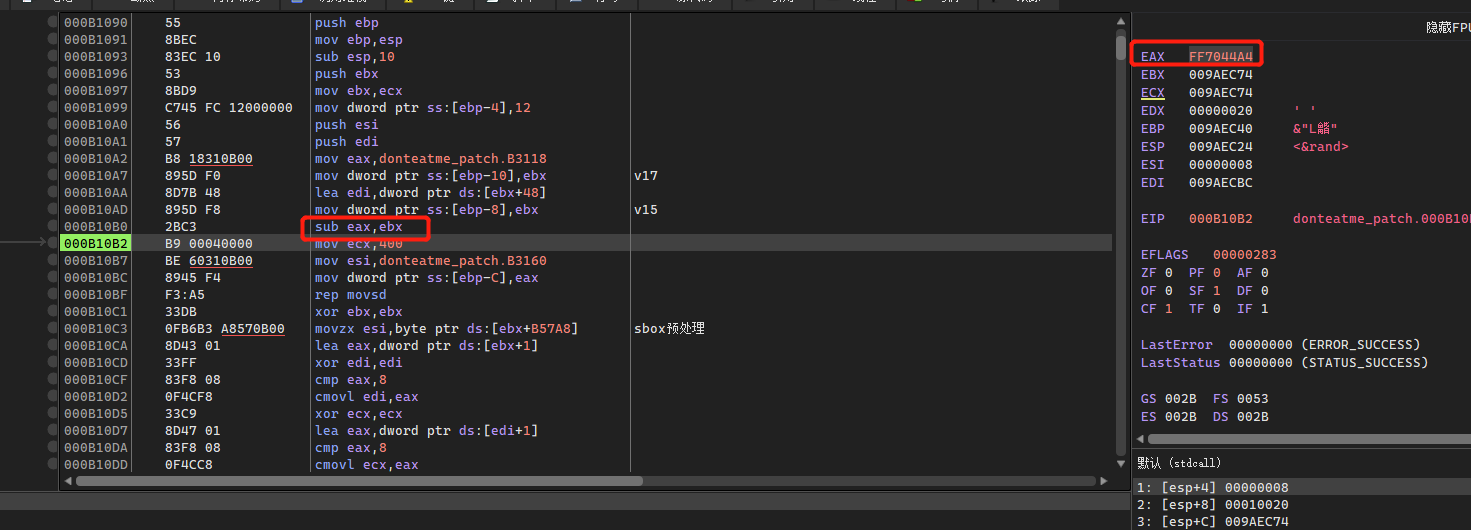 000B1090 55 push ebp
000B1091 8BEC mov ebp,esp
000B1093 83EC 10 sub esp,10
000B1096 53 push ebx
000B1097 8BD9 mov ebx,ecx
000B1099 C745 FC 12000000 mov dword ptr ss:[ebp-4],12
000B10A0 56 push esi
000B10A1 57 push edi
000B10A2 B8 18310B00 mov eax,donteatme_patch.B3118
000B10A7 895D F0 mov dword ptr ss:[ebp-10],ebx v17
000B10AA 8D7B 48 lea edi,dword ptr ds:[ebx+48]
000B10AD 895D F8 mov dword ptr ss:[ebp-8],ebx v15
000B10B0 2BC3 sub eax,ebx
000B10B2 B9 00040000 mov ecx,400
000B10B7 BE 60310B00 mov esi,donteatme_patch.B3160
000B10BC 8945 F4 mov dword ptr ss:[ebp-C],eax
000B10BF F3:A5 rep movsd
000B10C1 33DB xor ebx,ebx
000B10C3 0FB6B3 A8570B00 movzx esi,byte ptr ds:[ebx+B57A8] sbox预处理
000B10CA 8D43 01 lea eax,dword ptr ds:[ebx+1]
000B10CD 33FF xor edi,edi
000B10CF 83F8 08 cmp eax,8
000B10D2 0F4CF8 cmovl edi,eax
000B10D5 33C9 xor ecx,ecx
000B10D7 8D47 01 lea eax,dword ptr ds:[edi+1]
000B10DA 83F8 08 cmp eax,8
000B10DD 0F4CC8 cmovl ecx,eax
隐藏FPU
EAX FF7044A4
EBX 009AEC74
ECX 009AEC74
EDX 00000020 ' '
EBP 009AEC40
ESP 009AEC24 <&rand>
ESI 00000008
EDI 009AECBC
EIP 000B10B2 donteatme_patch.000B10
EFLAGS 00000283
ZF 0 PF 0 AF 0
OF 0 SF 1 DF 0
CF 1 TF 0 IF 1
LastError 00000000 (ERROR_SUCCESS)
LastStatus 00000000 (STATUS_SUCCESS)
GS 002B FS 0053
ES 002B DS 002B
默认 (stdcall)
1: [esp+4] 00000008
2: [esp+8] 00010020
3: [esp+C] 009AEC74